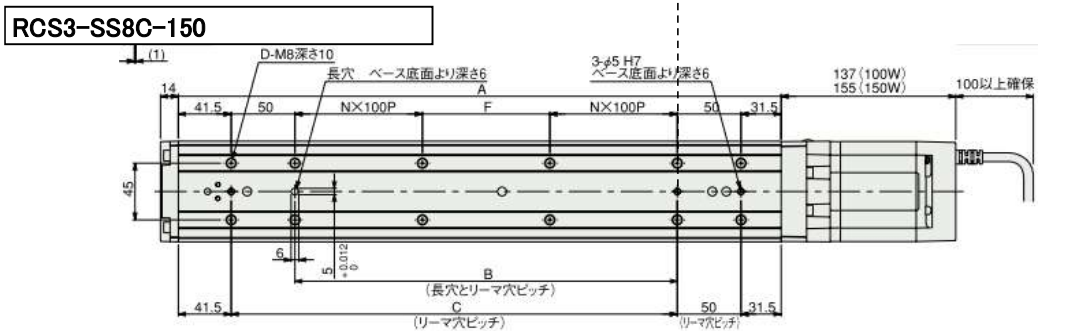 RCS3-SS8C-150
(1)
D-M8深さ10
長穴 ベース底面より深さ6
3-φ5 H7
ベース底面より深さ6
137(100W)
155(150W)
100以上確保
14
A
41.5
50
N×100P
F
N×100P
50
31.5
45
6
5
+0.012
0
B
(長穴とリーマ穴ピッチ)
41.5
C
(リーマ穴ピッチ)
50
(リーマ穴ピッチ)
31.5